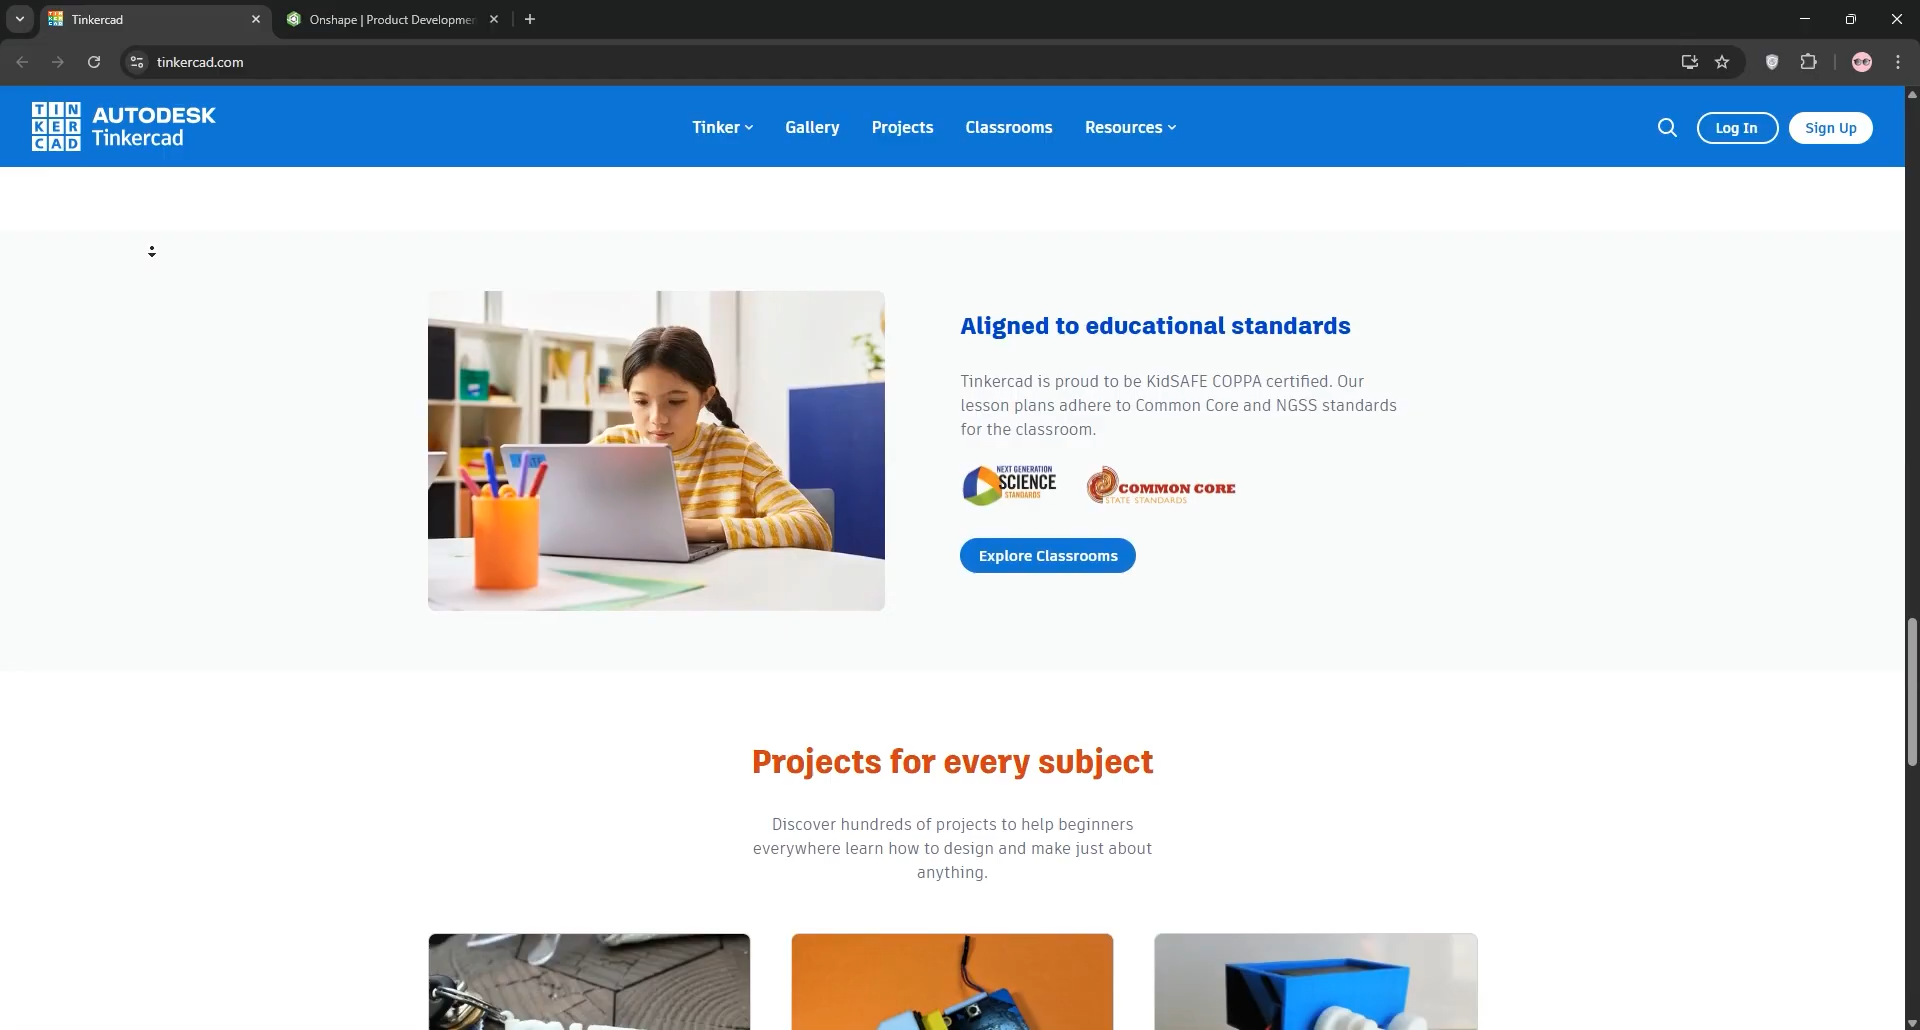 Tinkercad
Onshape | Product Developme
tinkercad.com
TIN
KER
CAD
AUTODESK
Tinkercad
Tinker
Gallery
Projects
Classrooms
Resources
Log In
Sign Up
Aligned to educational standards
Tinkercad is proud to be KidSAFE COPPA certified. Our
lesson plans adhere to Common Core and NGSS standards
for the classroom.
NEXT GENERATION
SCIENCE
STANDARDS
COMMON CORE
STATE STANDARDS
Explore Classrooms
Projects for every subject
Discover hundreds of projects to help beginners
everywhere learn how to design and make just about
anything.